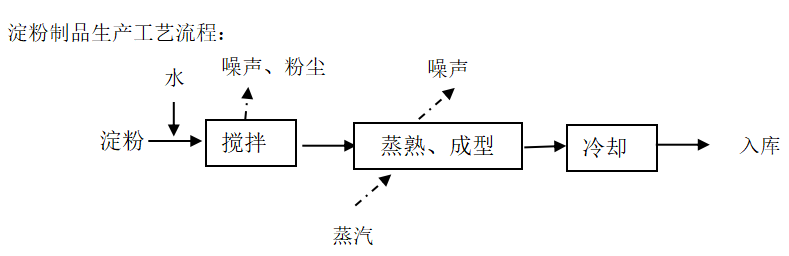 淀粉制品生产工艺流程：
噪声、粉尘
噪声
水
淀粉
搅拌
蒸熟、成型
冷却
入库
蒸汽